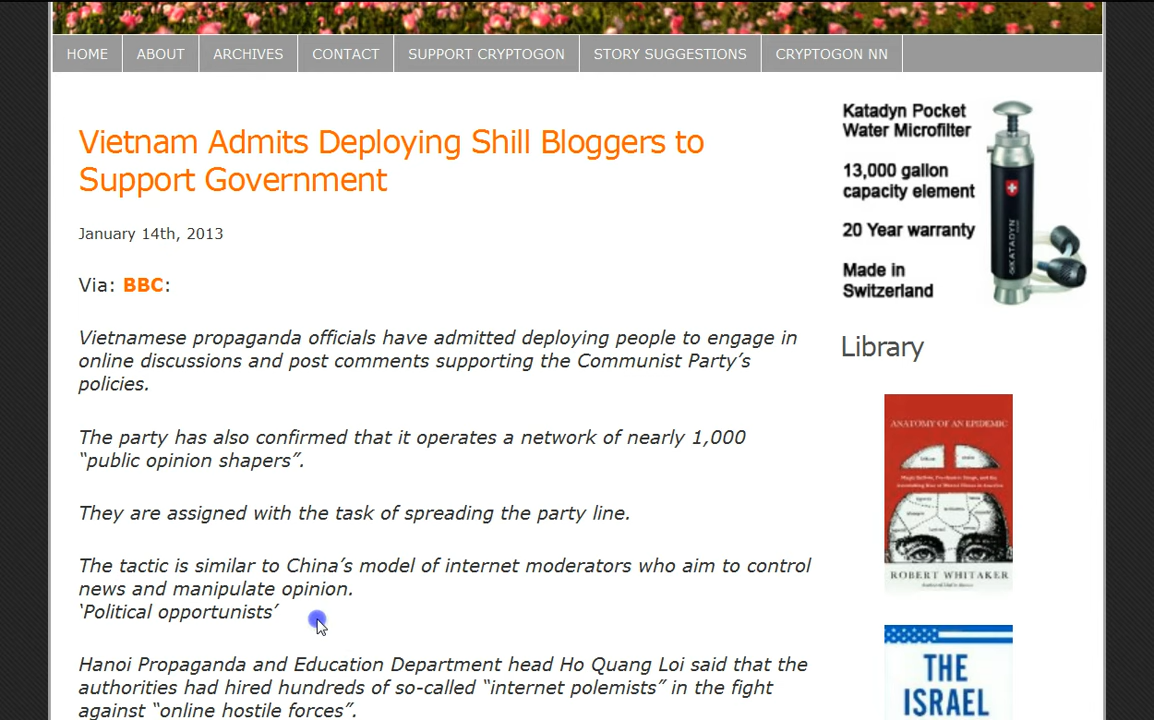 HOME ABOUT ARCHIVES CONTACT SUPPORT CRYPTOGON STORY SUGGESTIONS CRYPTOGON NN
Vietnam Admits Deploying Shill Bloggers to
Support Government
January 14th, 2013
Via: BBC:
Vietnamese propaganda officials have admitted deploying people to engage in
online discussions and post comments supporting the Communist Party’s
policies.
The party has also confirmed that it operates a network of nearly 1,000
“public opinion shapers”.
They are assigned with the task of spreading the party line.
The tactic is similar to China’s model of internet moderators who aim to control
news and manipulate opinion.
‘Political opportunists’
Hanoi Propaganda and Education Department head Ho Quang Loi said that the
authorities had hired hundreds of so-called “internet polemists” in the fight
against “online hostile forces”.
Katadyn Pocket
Water Microfilter
13,000 gallon
capacity element
20 Year warranty
Made in
Switzerland
KATADYN
Library
ANATOMY OF AN EPIDEMIC
ROBERT WHITAKER
THE
ISRAEL